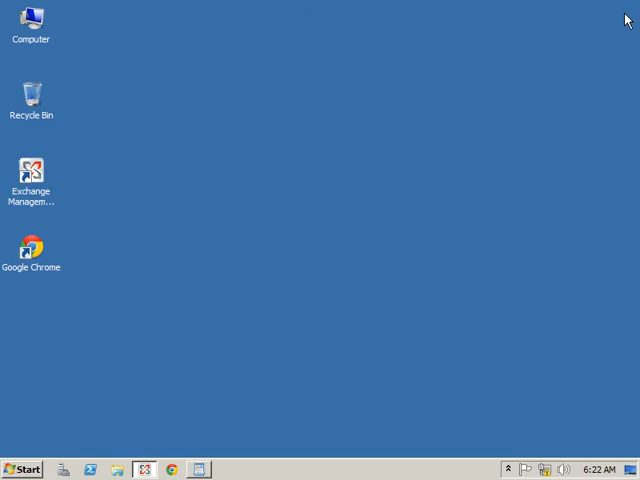 Computer
Recycle Bin
Exchange
Managem...
Google Chrome
Start
6:22 AM